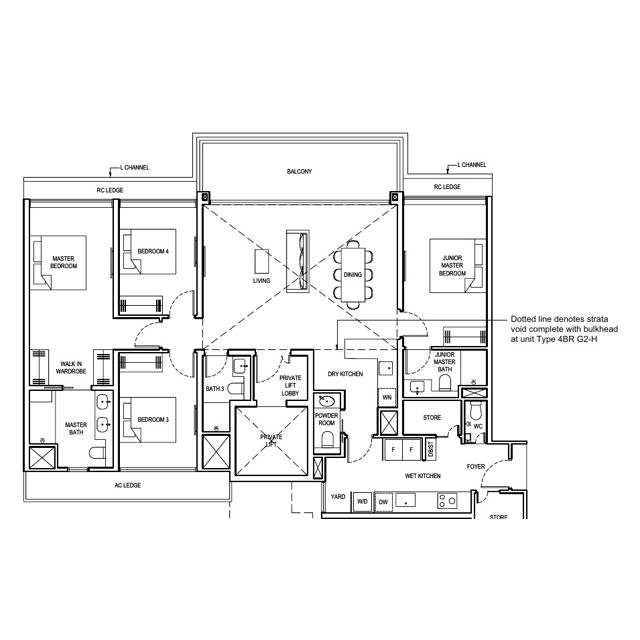 L CHANNEL
L CHANNEL
BALCONY
RC LEDGE
RC LEDGE
MASTER
BEDROOM
BEDROOM 4
LIVING
DINING
JUNIOR
MASTER
BEDROOM
Dotted line denotes strata
void complete with bulkhead
at unit Type 4BR G2-H
WALK IN
WARDROBE
BATH 3
PRIVATE
LIFT
LOBBY
DRY KITCHEN
JUNIOR
MASTER
BATH
WN
MASTER
BATH
BEDROOM 3
POWDER
ROOM
STORE
WC
PRIVATE
LIFT
F
F
DB/ST
WET KITCHEN
FOYER
AC LEDGE
YARD
W/D
DW
STORE